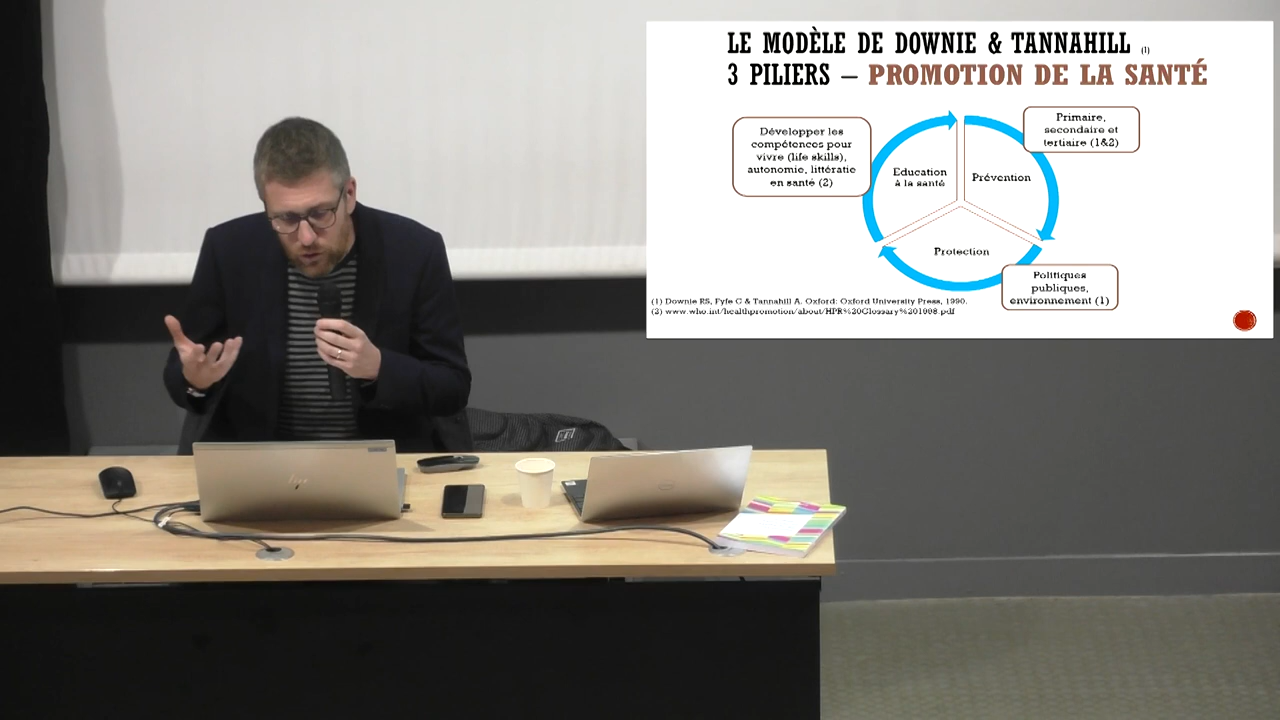 LE MODÈLE DE DOWNIE & TANNAHILL (1)
3 PILIERS – PROMOTION DE LA SANTÉ
Développer les
compétences pour
vivre (life skills),
autonomie, littératie
en santé (2)
Primaire,
secondaire et
tertiaire (1&2)
Education
à la santé
Prévention
Protection
Politiques
publiques,
environnement (1)
(1) Downie RS, Fyfe C & Tannahill A. Oxford: Oxford University Press, 1990.
(2) www.who.int/healthpromotion/about/HPR%20Glossary%201998.pdf
hp